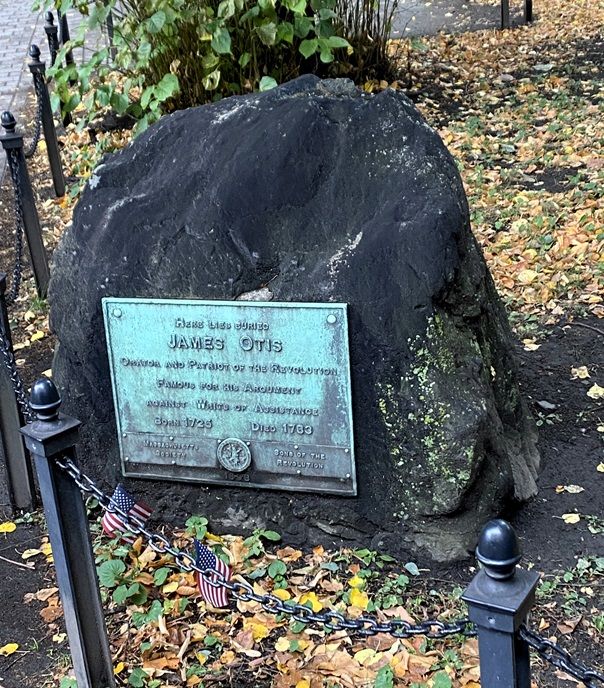 Here lies buried
James Otis
Orator and Patriot of the Revolution
Famous for his Argument
against Writs of Assistance
Born 1725 Died 1783
Massachusetts Society
Sons of the Revolution